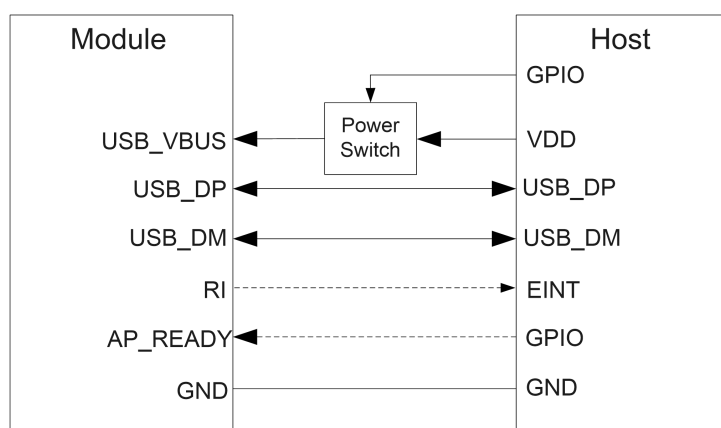 Module
Host
GPIO
Power
Switch
USB_VBUS
VDD
USB_DP
USB_DP
USB_DM
USB_DM
RI
EINT
AP_READY
GPIO
GND
GND